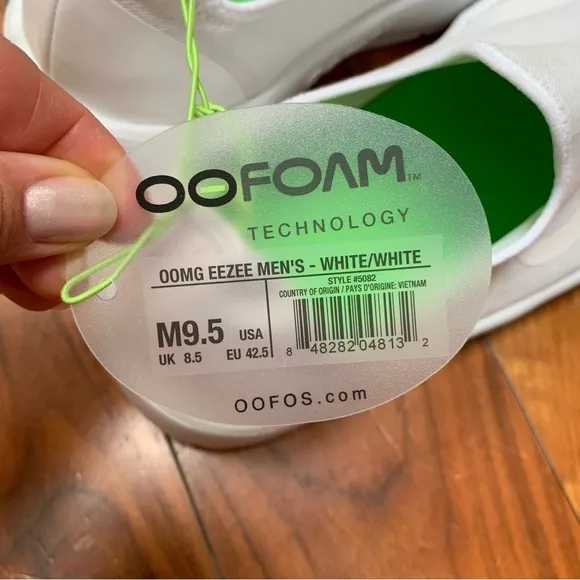 OOFOAM™
TECHNOLOGY
OOMG EEZEE MEN'S - WHITE/WHITE
STYLE #5082
COUNTRY OF ORIGIN / PAYS D'ORIGINE: VIETNAM
M9.5 USA
UK 8.5 EU 42.5
8 48282 04813 2
OOFOS.com